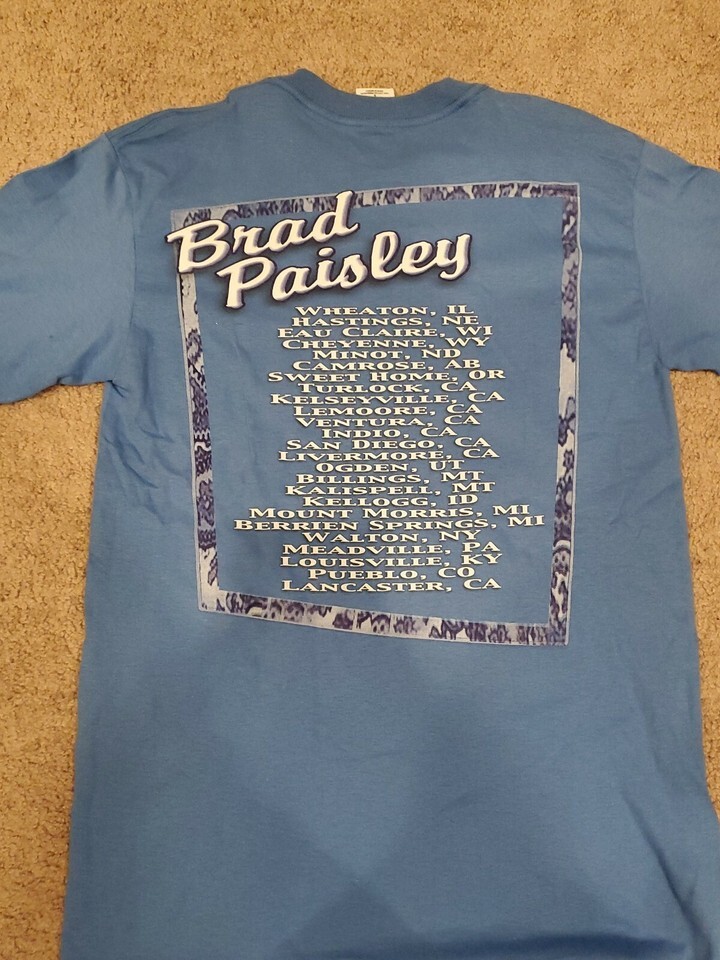 Brad
Paisley
Wheaton, IL
Hastings, NE
Eau Claire, WI
Cheyenne, WY
Minot, ND
Camrose, AB
Sweet Home, OR
Turlock, CA
Kelseyville, CA
Lemoore, CA
Ventura, CA
Indio, CA
San Diego, CA
Livermore, CA
Ogden, UT
Billings, MT
Kalispell, MT
Kellogg, ID
Mount Morris, MI
Berrien Springs, MI
Walton, NY
Meadville, PA
Louisville, KY
Pueblo, CO
Lancaster, CA